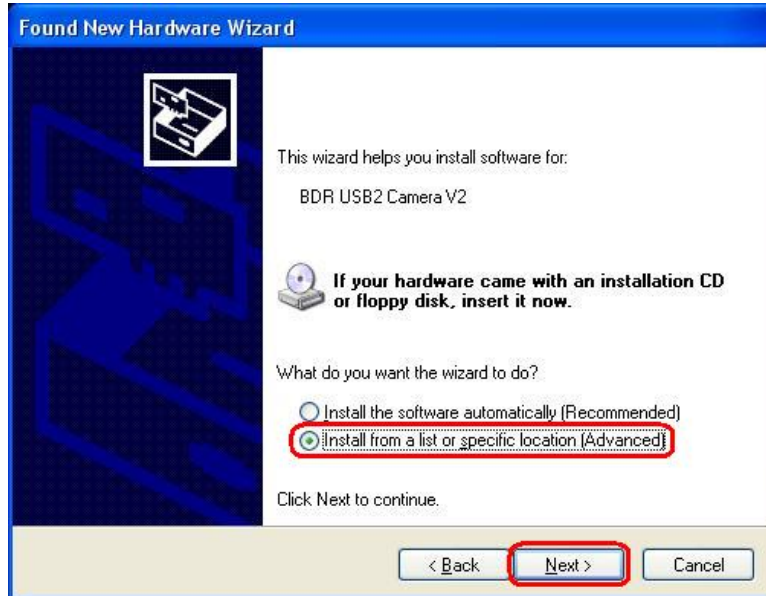 Found New Hardware Wizard
This wizard helps you install software for:
BDR USB2 Camera V2
If your hardware came with an installation CD
or floppy disk, insert it now.
What do you want the wizard to do?
Install the software automatically (Recommended)
Install from a list or specific location (Advanced)
Click Next to continue.
< Back Next > Cancel